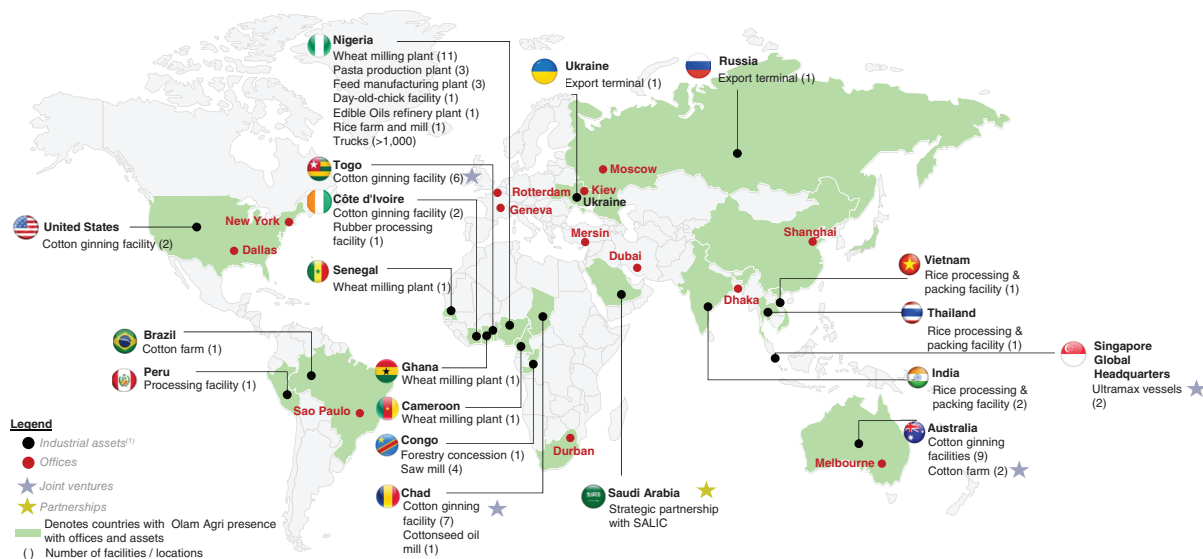 Nigeria
Wheat milling plant (11)
Pasta production plant (3)
Feed manufacturing plant (3)
Day-old-chick facility (1)
Edible Oils refinery plant (1)
Rice farm and mill (1)
Trucks (>1,000)
Ukraine
Export terminal (1)
Russia
Export terminal (1)
Togo
Cotton ginning facility (6)
Côte d'Ivoire
Cotton ginning facility (2)
Rubber processing
facility (1)
Senegal
Wheat milling plant (1)
United States
Cotton ginning facility (2)
New York
Dallas
Rotterdam
Geneva
Moscow
Kiev
Ukraine
Mersin
Dubai
Shanghai
Dhaka
Vietnam
Rice processing &
packing facility (1)
Thailand
Rice processing &
packing facility (1)
Singapore
Global
Headquarters
Ultramax vessels
(2)
India
Rice processing &
packing facility (2)
Australia
Cotton ginning
facilities (9)
Cotton farm (2)
Melbourne
Brazil
Cotton farm (1)
Peru
Processing facility (1)
Sao Paulo
Ghana
Wheat milling plant (1)
Cameroon
Wheat milling plant (1)
Congo
Forestry concession (1)
Saw mill (4)
Chad
Cotton ginning
facility (7)
Cottonseed oil
mill (1)
Durban
Saudi Arabia
Strategic partnership
with SALIC
Legend
Industrial assets(1)
Offices
Joint ventures
Partnerships
Denotes countries with Olam Agri presence
with offices and assets
( ) Number of facilities / locations